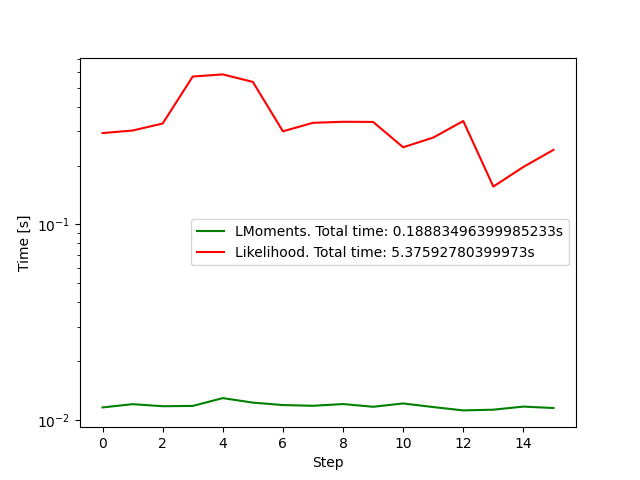 Time [s]
10⁻¹
10⁻²
LMoments. Total time: 0.18883496399985233s
Likelihood. Total time: 5.37592780399973s
0 2 4 6 8 10 12 14
Step